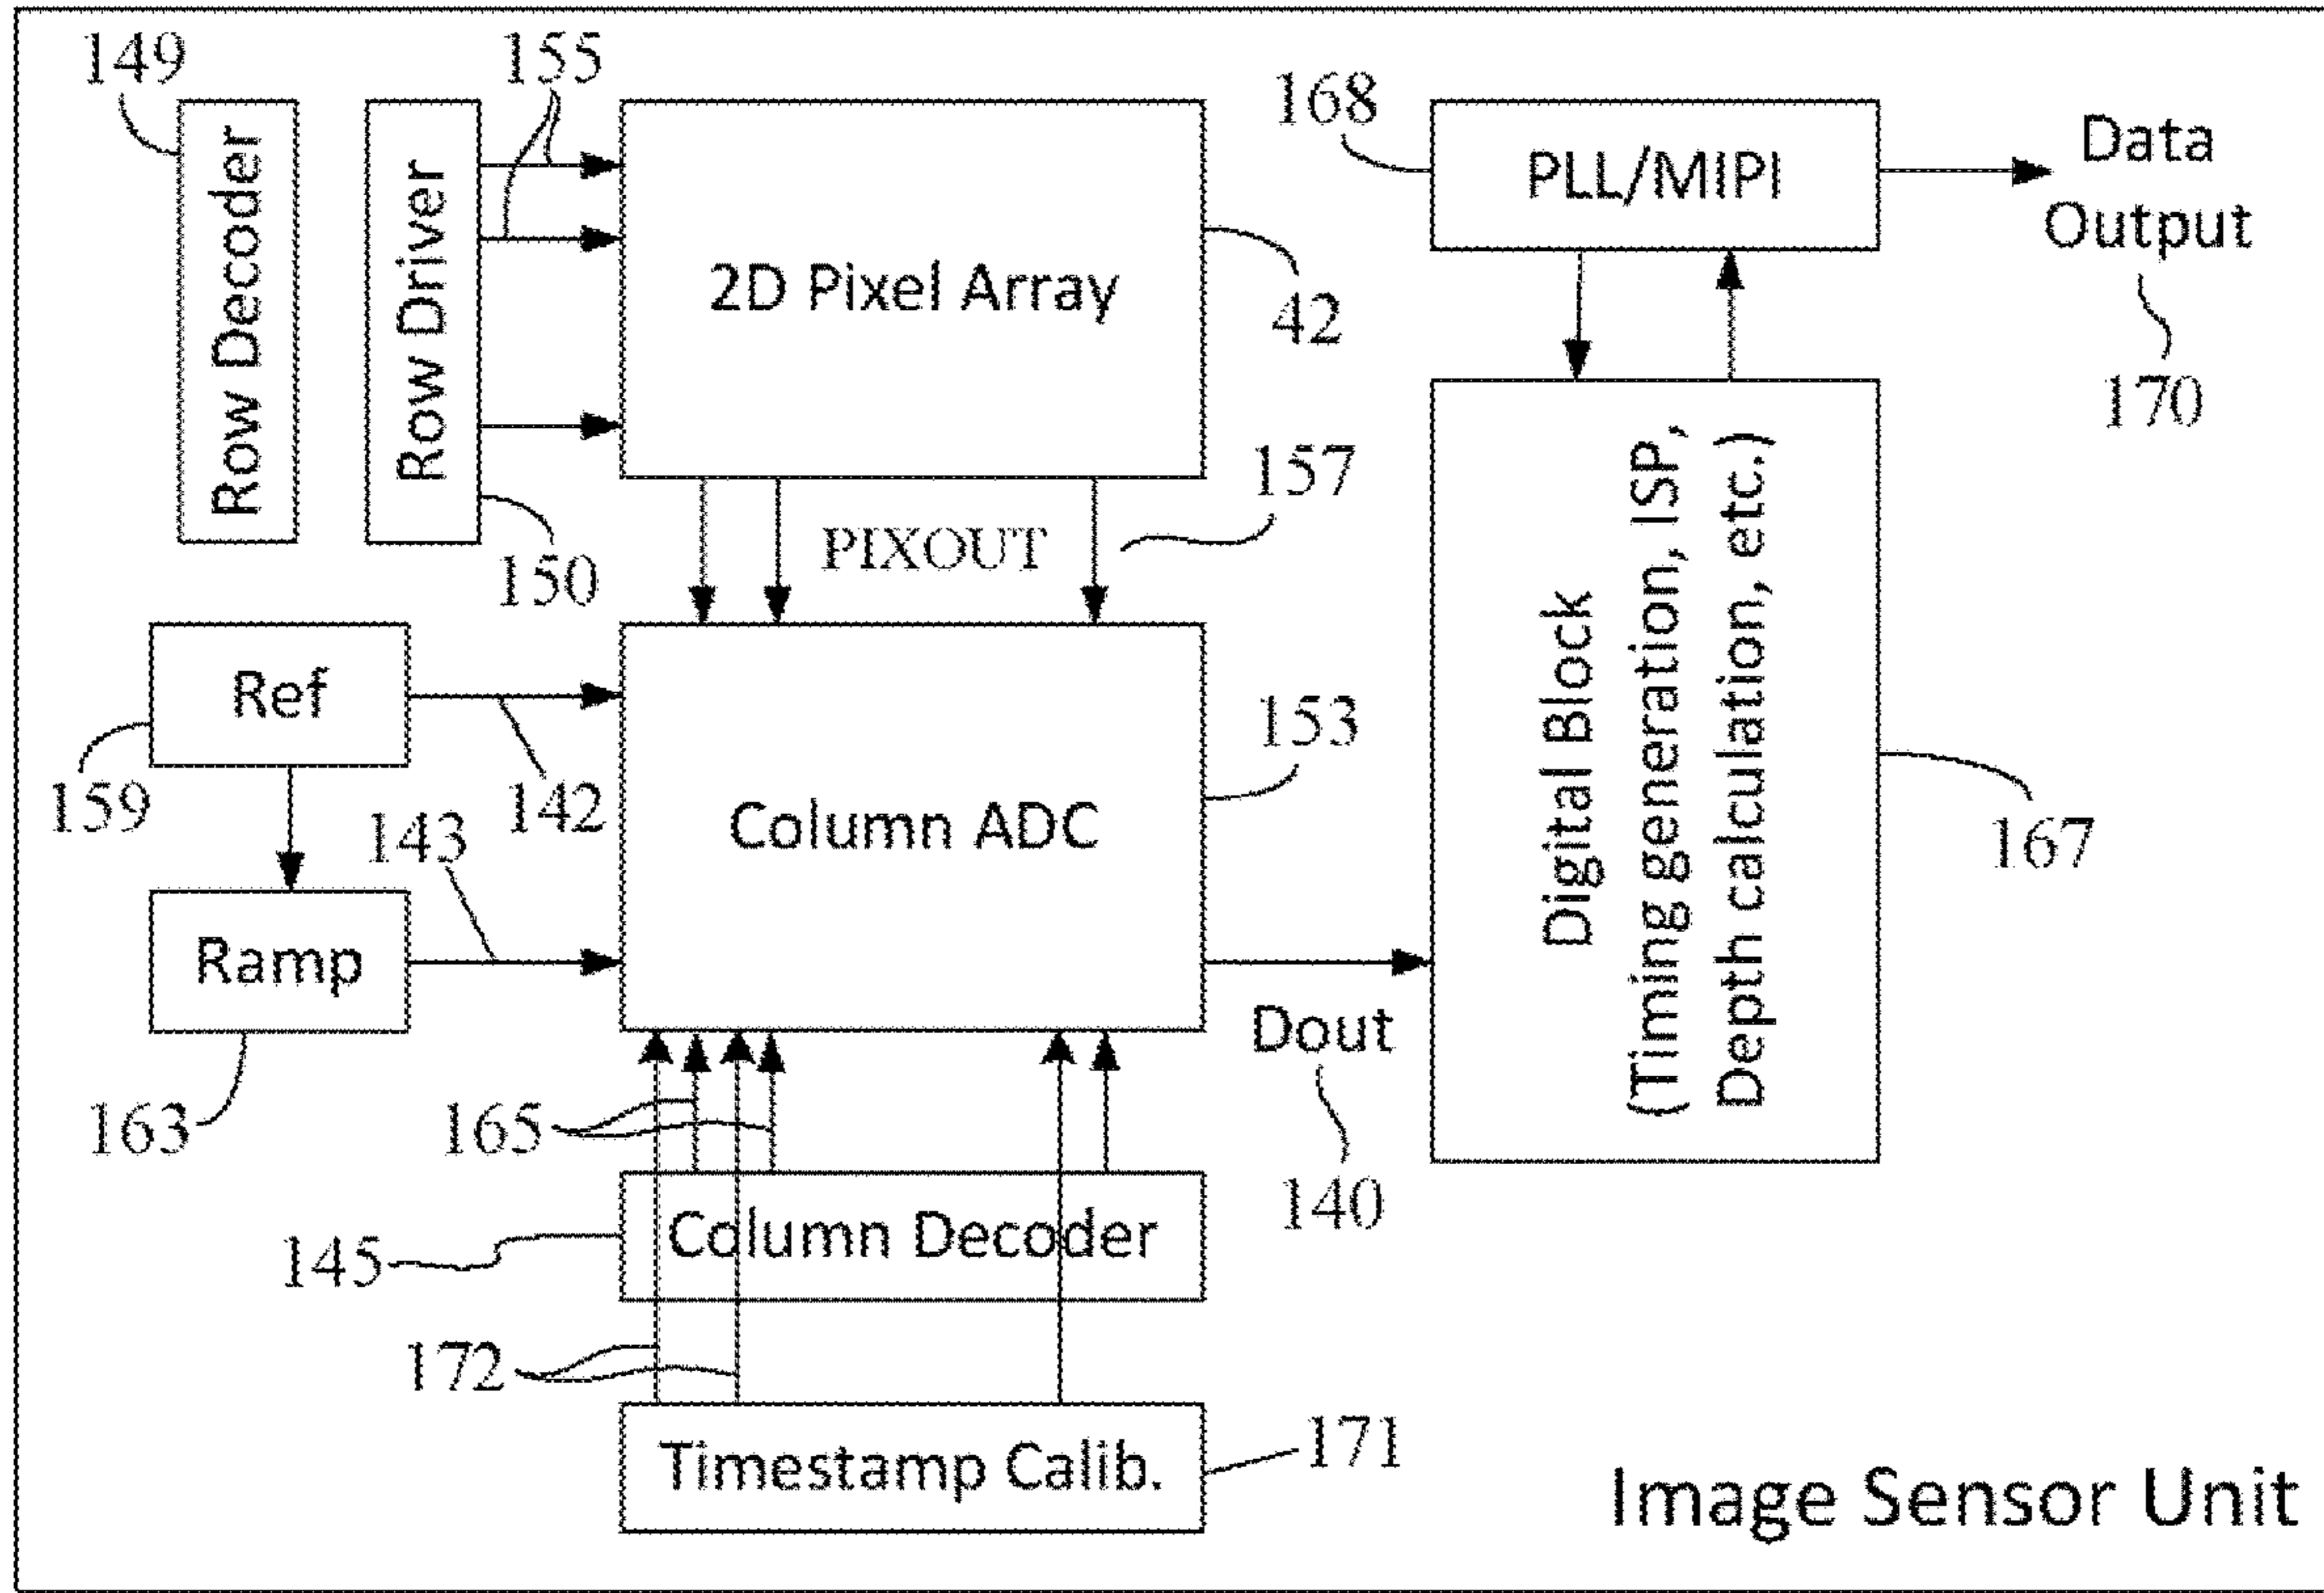 149
155
168
Row Decoder
Row Driver
2D Pixel Array
PLL/MIPI
Data
Output
42
170
150
PIXOUT
157
Ref
159
142
143
Column ADC
153
Digital Block
(Timing generation, ISP,
Depth calculation, etc.)
167
Ramp
163
165
Dout
140
145
Column Decoder
172
Timestamp Calib.
171
Image Sensor Unit